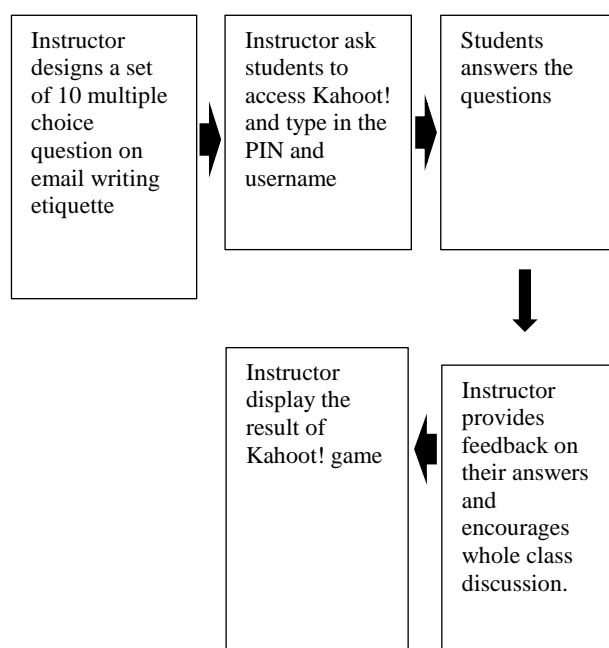 Instructor
designs a set
of 10 multiple
choice
question on
email writing
etiquette
Instructor ask
students to
access Kahoot!
and type in the
PIN and
username
Students
answers the
questions
Instructor
provides
feedback on
their answers
and
encourages
whole class
discussion.
Instructor
display the
result of
Kahoot! game